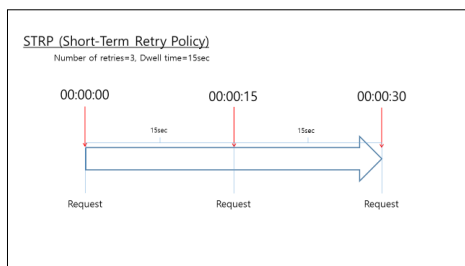 STRP (Short-Term Retry Policy)
Number of retries=3, Dwell time=15sec
00:00:00 00:00:15 00:00:30
15sec 15sec
Request Request Request